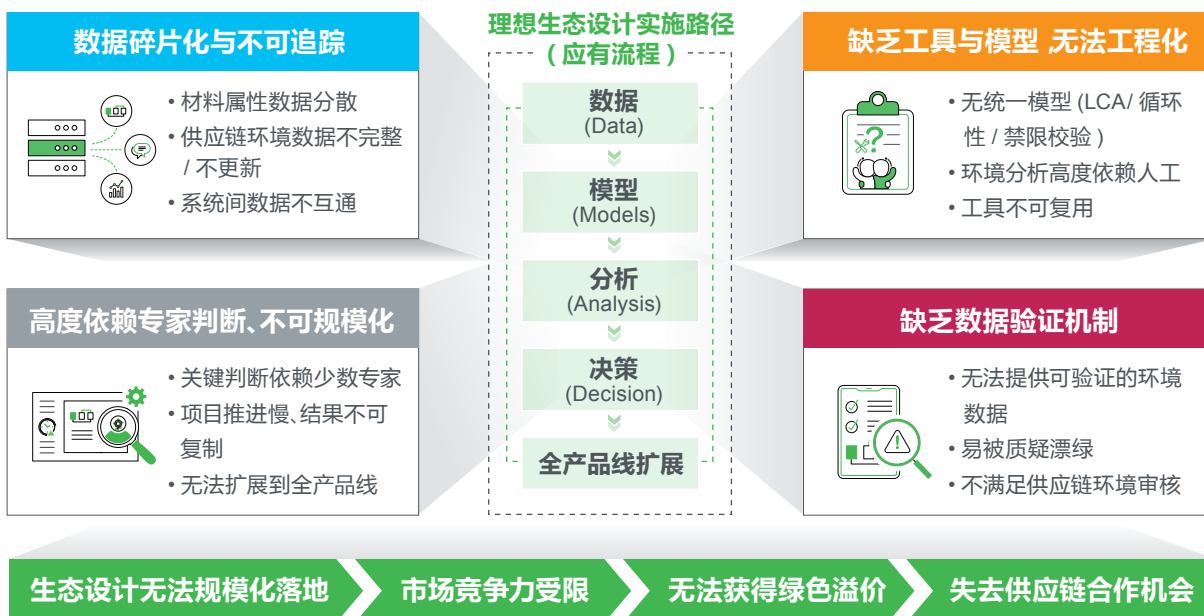 数据碎片化与不可追踪
• 材料属性数据分散
• 供应链环境数据不完整
/ 不更新
• 系统间数据不互通
理想生态设计实施路径
( 应有流程 )
数据
(Data)
模型
(Models)
分析
(Analysis)
决策
(Decision)
全产品线扩展
缺乏工具与模型 ,无法工程化
• 无统一模型 (LCA/ 循环
性 / 禁限校验 )
• 环境分析高度依赖人工
• 工具不可复用
高度依赖专家判断、不可规模化
• 关键判断依赖少数专家
• 项目推进慢、结果不可
复制
• 无法扩展到全产品线
缺乏数据验证机制
• 无法提供可验证的环境
数据
• 易被质疑漂绿
• 不满足供应链环境审核
生态设计无法规模化落地
市场竞争力受限
无法获得绿色溢价
失去供应链合作机会